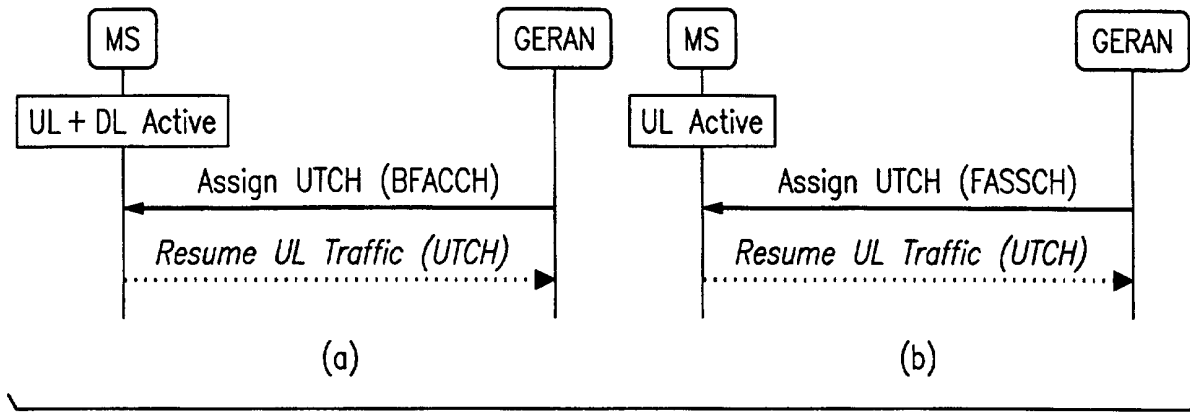 MS
GERAN
UL + DL Active
Assign UTCH (BFACCH)
Resume UL Traffic (UTCH)
(a)
MS
GERAN
UL Active
Assign UTCH (FASSCH)
Resume UL Traffic (UTCH)
(b)